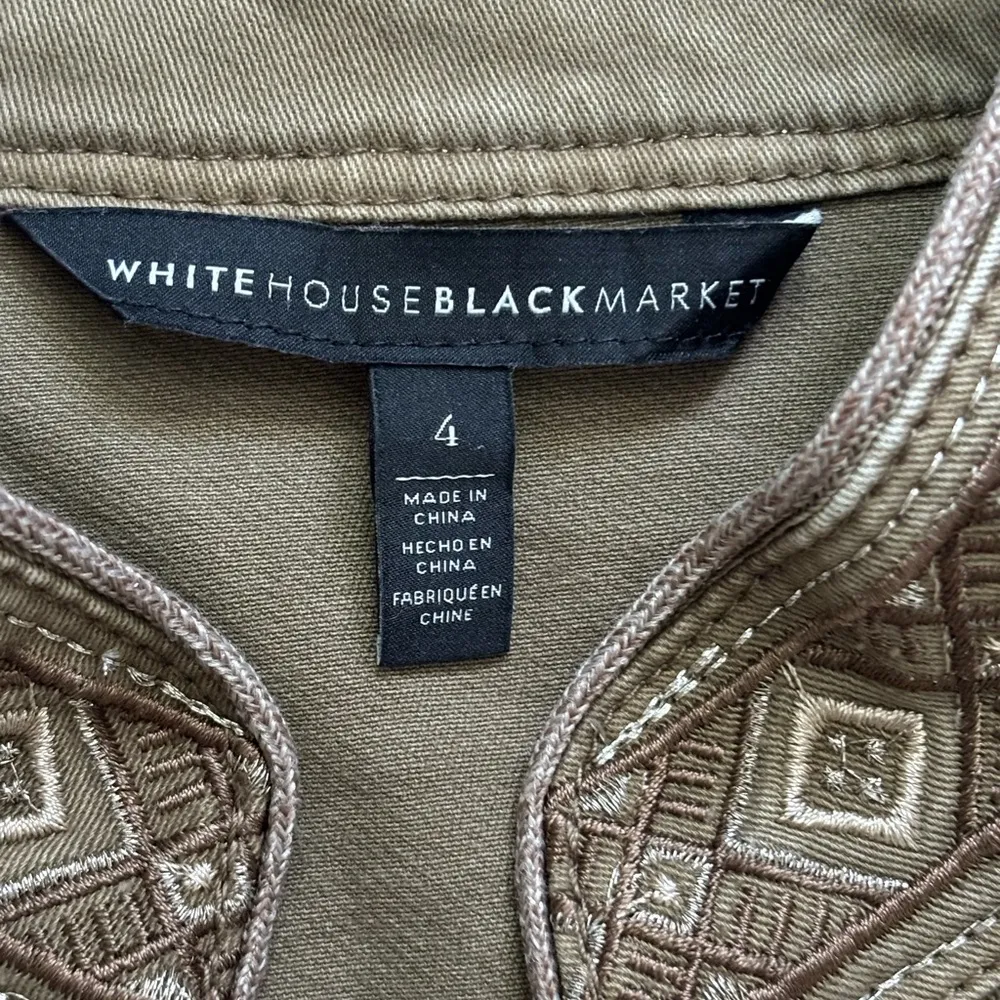 WHITEHOUSEBLACKMARKET
4
MADE IN
CHINA
HECHO EN
CHINA
FABRIQUÉ EN
CHINE